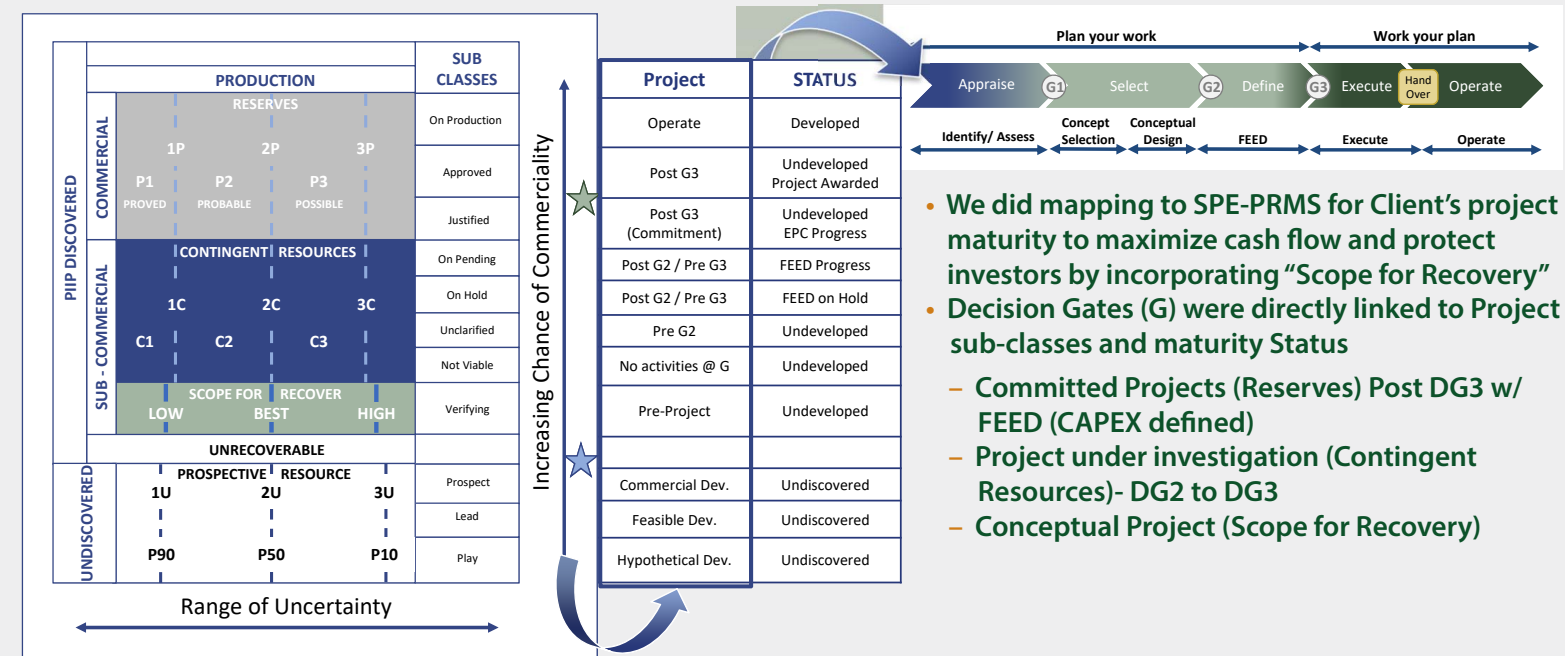 PRODUCTION
SUB
CLASSES
PIIP DISCOVERED
COMMERCIAL
RESERVES
1P 2P 3P
P1 P2 P3
PROVED PROBABLE POSSIBLE
On Production
Approved
Justified
SUB - COMMERCIAL
CONTINGENT RESOURCES
1C 2C 3C
C1 C2 C3
On Pending
On Hold
Unclarified
Not Viable
SCOPE FOR RECOVER
LOW BEST HIGH
Verifying
UNRECOVERABLE
UNDISCOVERED
PROSPECTIVE RESOURCE
1U 2U 3U
P90 P50 P10
Prospect
Lead
Play
Range of Uncertainty
Increasing Chance of Commerciality
Project STATUS
Operate Developed
Post G3 Undeveloped
Project Awarded
Post G3 Undeveloped
(Commitment) EPC Progress
Post G2 / Pre G3 FEED Progress
Post G2 / Pre G3 FEED on Hold
Pre G2 Undeveloped
No activities @ G Undeveloped
Pre-Project Undeveloped
Commercial Dev. Undiscovered
Feasible Dev. Undiscovered
Hypothetical Dev. Undiscovered
Plan your work Work your plan
Appraise G1 Select G2 Define G3 Execute Hand Operate
Over
Identify/ Assess Concept Conceptual FEED Execute Operate
Selection Design
• We did mapping to SPE-PRMS for Client’s project
maturity to maximize cash flow and protect
investors by incorporating “Scope for Recovery”
• Decision Gates (G) were directly linked to Project
sub-classes and maturity Status
– Committed Projects (Reserves) Post DG3 w/
FEED (CAPEX defined)
– Project under investigation (Contingent
Resources)- DG2 to DG3
– Conceptual Project (Scope for Recovery)